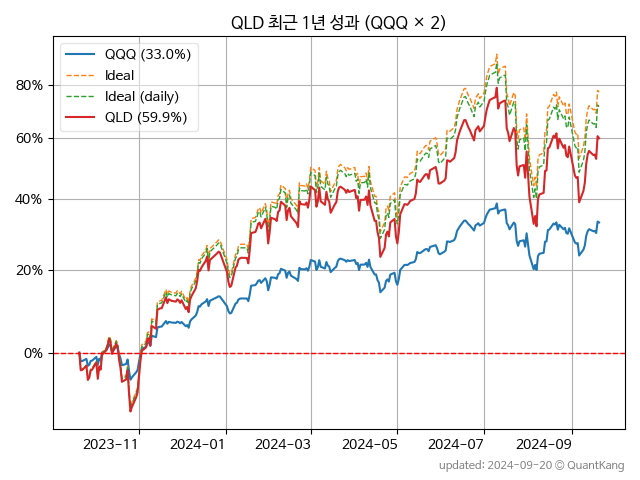 QLD 최근 1년 성과 (QQQ × 2)
QQQ (33.0%)
Ideal
Ideal (daily)
QLD (59.9%)
80%
60%
40%
20%
0%
2023-11 2024-01 2024-03 2024-05 2024-07 2024-09
updated: 2024-09-20 © QuantKang